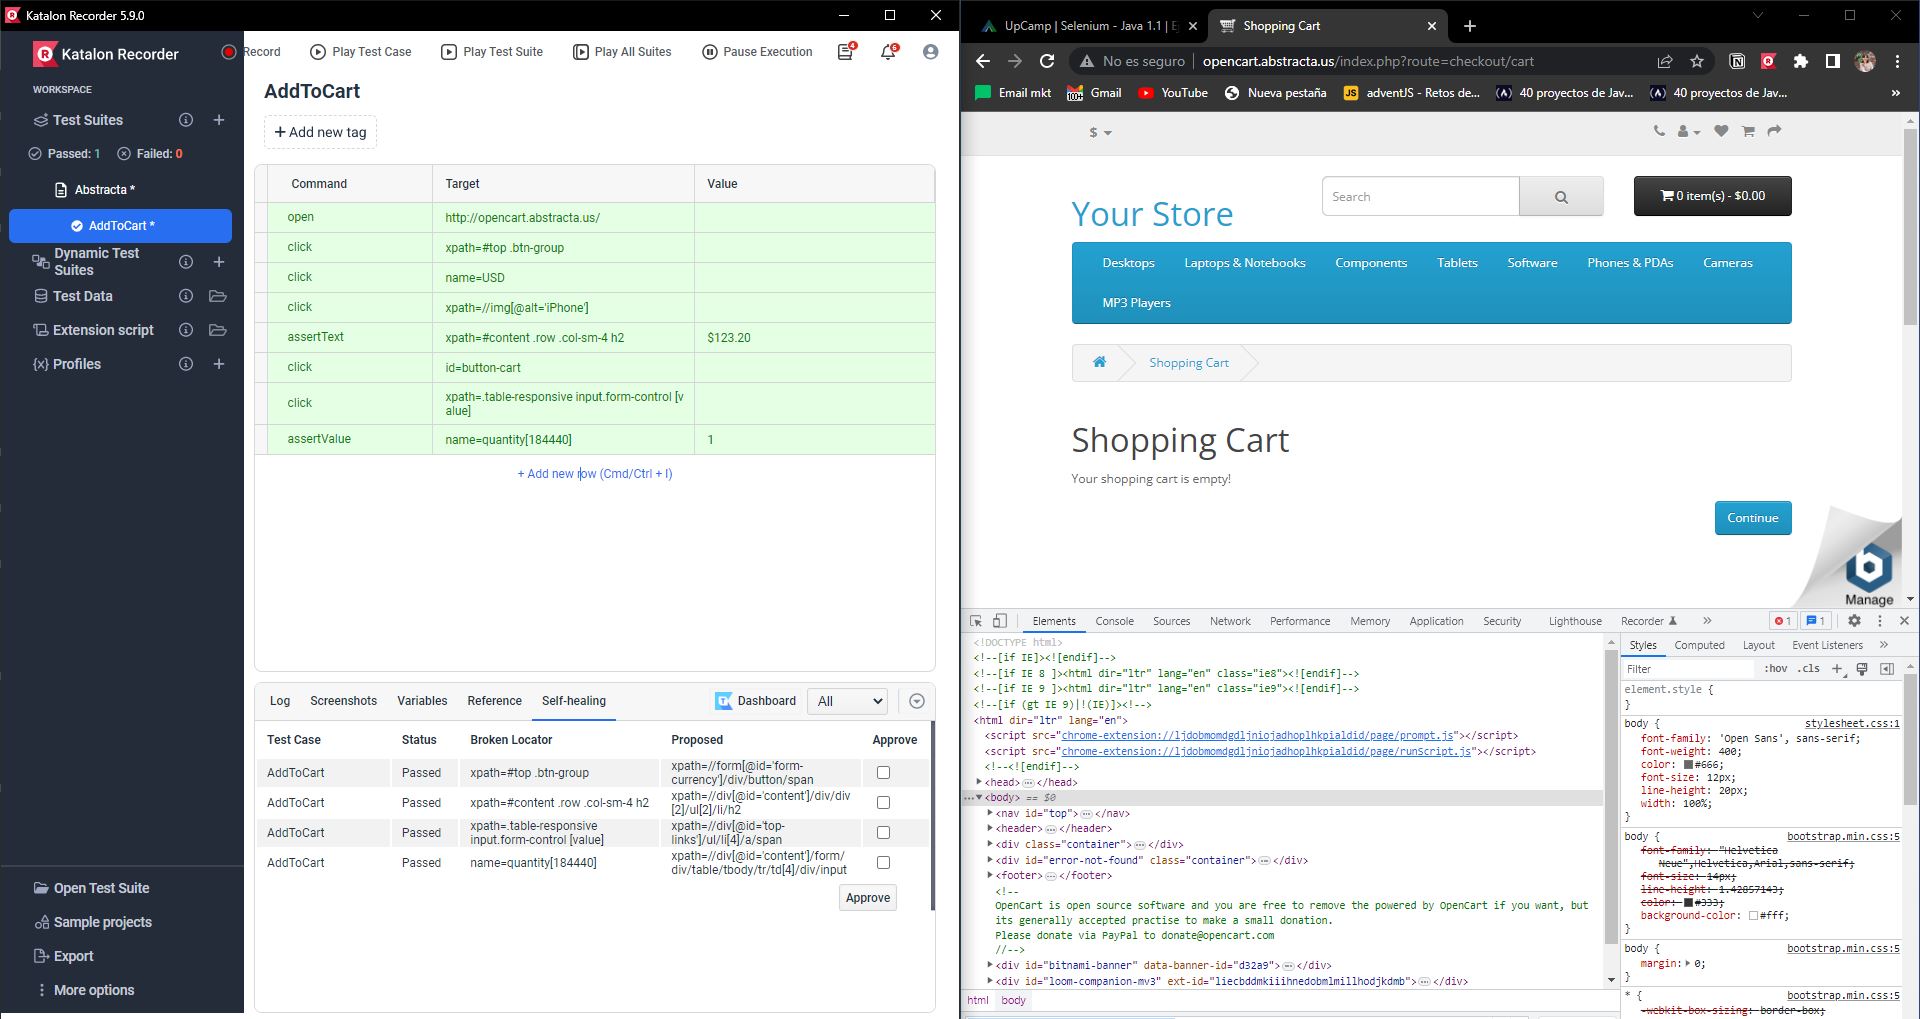 Katalon Recorder 5.9.0
Katalon Recorder
WORKSPACE
Test Suites
Passed: 1 Failed: 0
Abstracta *
AddToCart *
Dynamic Test
Suites
Test Data
Extension script
Profiles
Open Test Suite
Sample projects
Export
More options
Record Play Test Case Play Test Suite Play All Suites Pause Execution 4 6
AddToCart
+ Add new tag
Command Target Value
open http://opencart.abstracta.us/
click xpath=#top .btn-group
click name=USD
click xpath=//img[@alt='iPhone']
assertText xpath=#content .row .col-sm-4 h2 $123.20
click id=button-cart
click xpath=.table-responsive input.form-control [v
alue]
assertValue name=quantity[184440] 1
+ Add new row (Cmd/Ctrl + I)
Log Screenshots Variables Reference Self-healing Dashboard All
Test Case Status Broken Locator Proposed Approve
AddToCart Passed xpath=#top .btn-group xpath=//form[@id='form-
currency']/div/button/span
AddToCart Passed xpath=#content .row .col-sm-4 h2 xpath=//div[@id='content']/div/div
[2]/ul[2]/li/h2
AddToCart Passed xpath=.table-responsive
input.form-control [value] xpath=//div[@id='top-
links']/ul/li[4]/a/span
AddToCart Passed name=quantity[184440] xpath=//div[@id='content']/form/
div/table/tbody/tr/td[4]/div/input
Approve
UpCamp | Selenium - Java 1.1 | E
Shopping Cart
No es seguro | opencart.abstracta.us/index.php?route=checkout/cart
Email mkt Gmail YouTube Nueva pestaña adventJS - Retos de... 40 proyectos de Jav... 40 proyectos de Jav... »
$
Your Store
Search
0 item(s) - $0.00
Desktops Laptops & Notebooks Components Tablets Software Phones & PDAs Cameras
MP3 Players
Shopping Cart
Shopping Cart
Your shopping cart is empty!
Continue
Manage
Elements Console Sources Network Performance Memory Application Security Lighthouse Recorder » 1 1
<!DOCTYPE html>
<!--[if IE]><![endif]-->
<!--[if IE 8 ]><html dir="ltr" lang="en" class="ie8"><![endif]-->
<!--[if IE 9 ]><html dir="ltr" lang="en" class="ie9"><![endif]-->
<!--[if (gt IE 9)|!(IE)]><!-->
<html dir="ltr" lang="en">
<script src="chrome-extension://ljdobmomdgdljniojadhoplhkpialdid/page/prompt.js"></script>
<script src="chrome-extension://ljdobmomdgdljniojadhoplhkpialdid/page/runScript.js"></script>
<!--<![endif]-->
<head>…</head>
<body> == $0
<nav id="top">…</nav>
<header>…</header>
<div class="container">…</div>
<div id="error-not-found" class="container">…</div>
<footer>…</footer>
<!--
OpenCart is open source software and you are free to remove the powered by OpenCart if you want, but
its generally accepted practise to make a small donation.
Please donate via PayPal to donate@opencart.com
//-->
<div id="bitnami-banner" data-banner-id="d32a9">…</div>
<div id="loom-companion-mv3" ext-id="liecbddmkiiihnedobmlmillhodjkdmb">…</div>
html body
Styles Computed Layout Event Listeners »
Filter :hov .cls +
element.style {
}
body { stylesheet.css:1
font-family: 'Open Sans', sans-serif;
font-weight: 400;
color: #666;
font-size: 12px;
line-height: 20px;
width: 100%;
}
body { bootstrap.min.css:5
font-family: "Helvetica
Neue",Helvetica,Arial,sans-serif;
font-size: 14px;
line-height: 1.42857143;
color: #333;
background-color: #fff;
}
body { bootstrap.min.css:5
margin: 0;
}
* { bootstrap.min.css:5
-webkit-box-sizing: border-box;